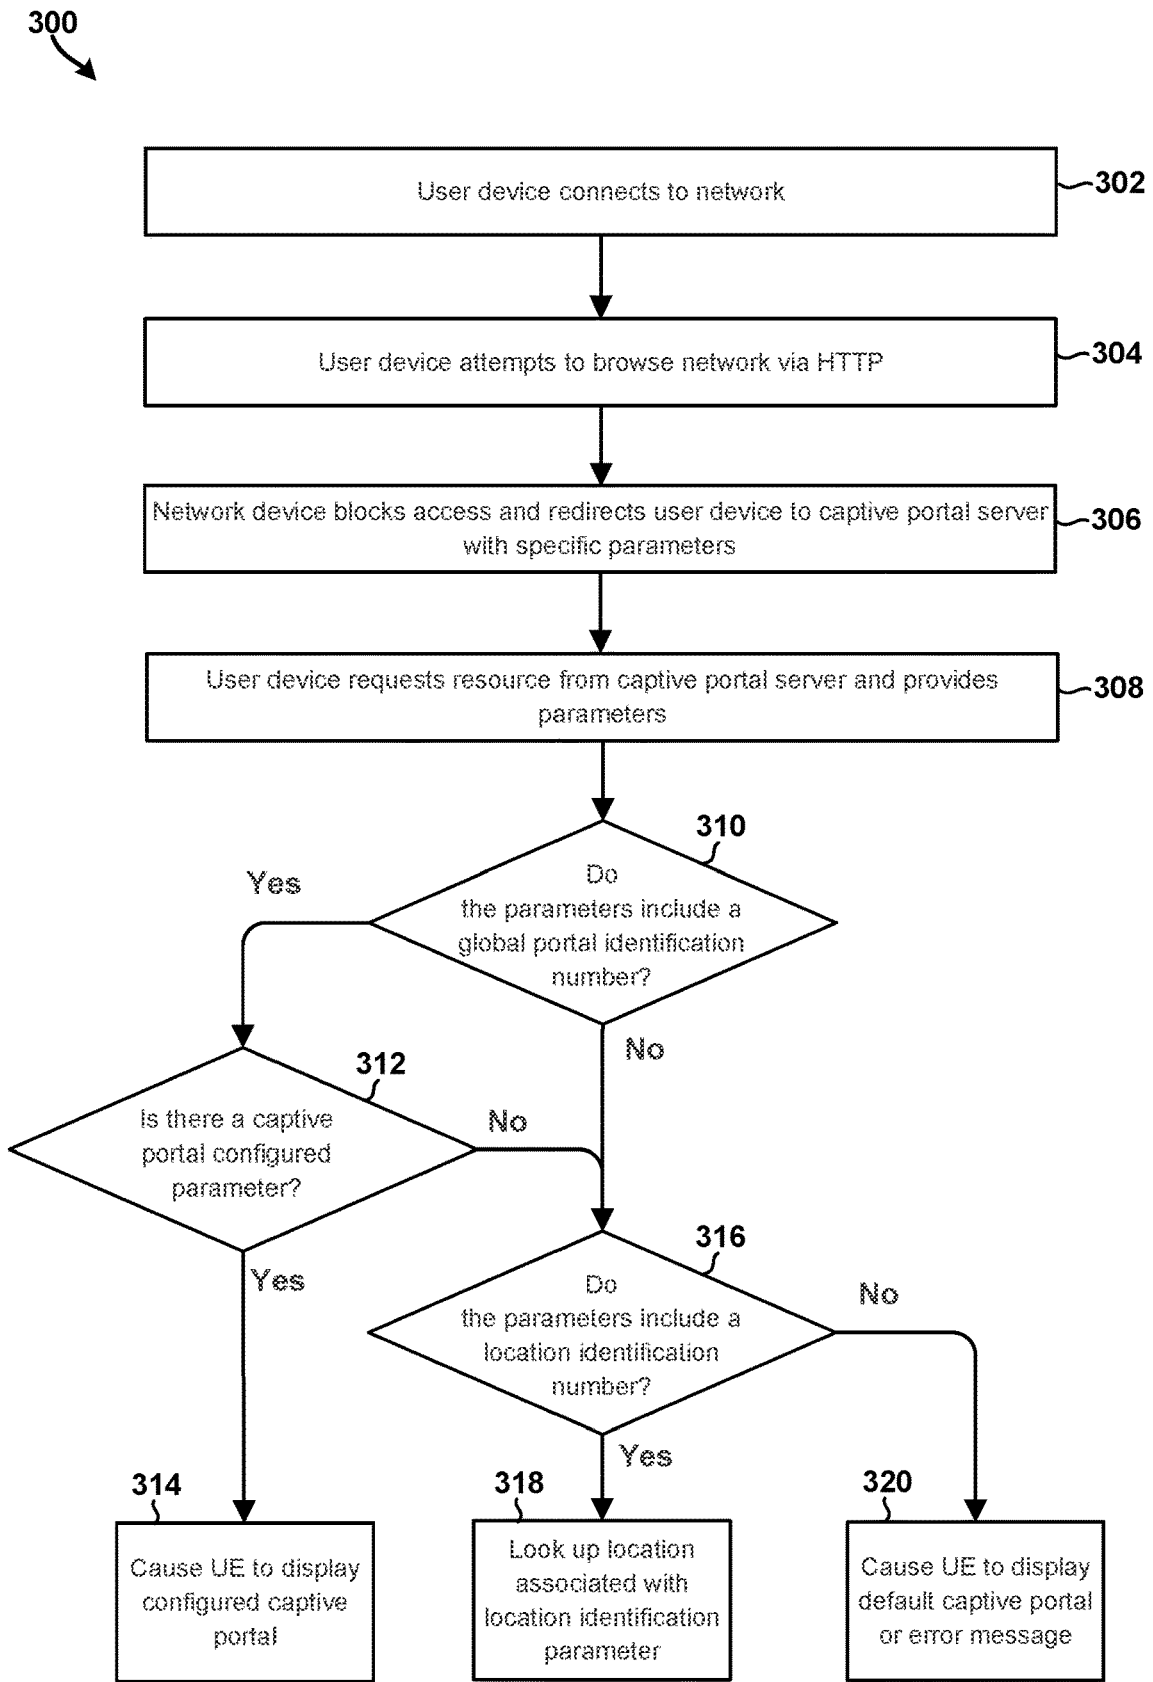 300
User device connects to network
302
User device attempts to browse network via HTTP
304
Network device blocks access and redirects user device to captive portal server
with specific parameters
306
User device requests resource from captive portal server and provides
parameters
308
310
Yes
Do
the parameters include a
global portal identification
number?
No
312
Is there a captive
portal configured
parameter?
No
Yes
316
Do
the parameters include a
location identification
number?
No
Yes
314
Cause UE to display
configured captive
portal
318
Look up location
associated with
location identification
parameter
320
Cause UE to display
default captive portal
or error message